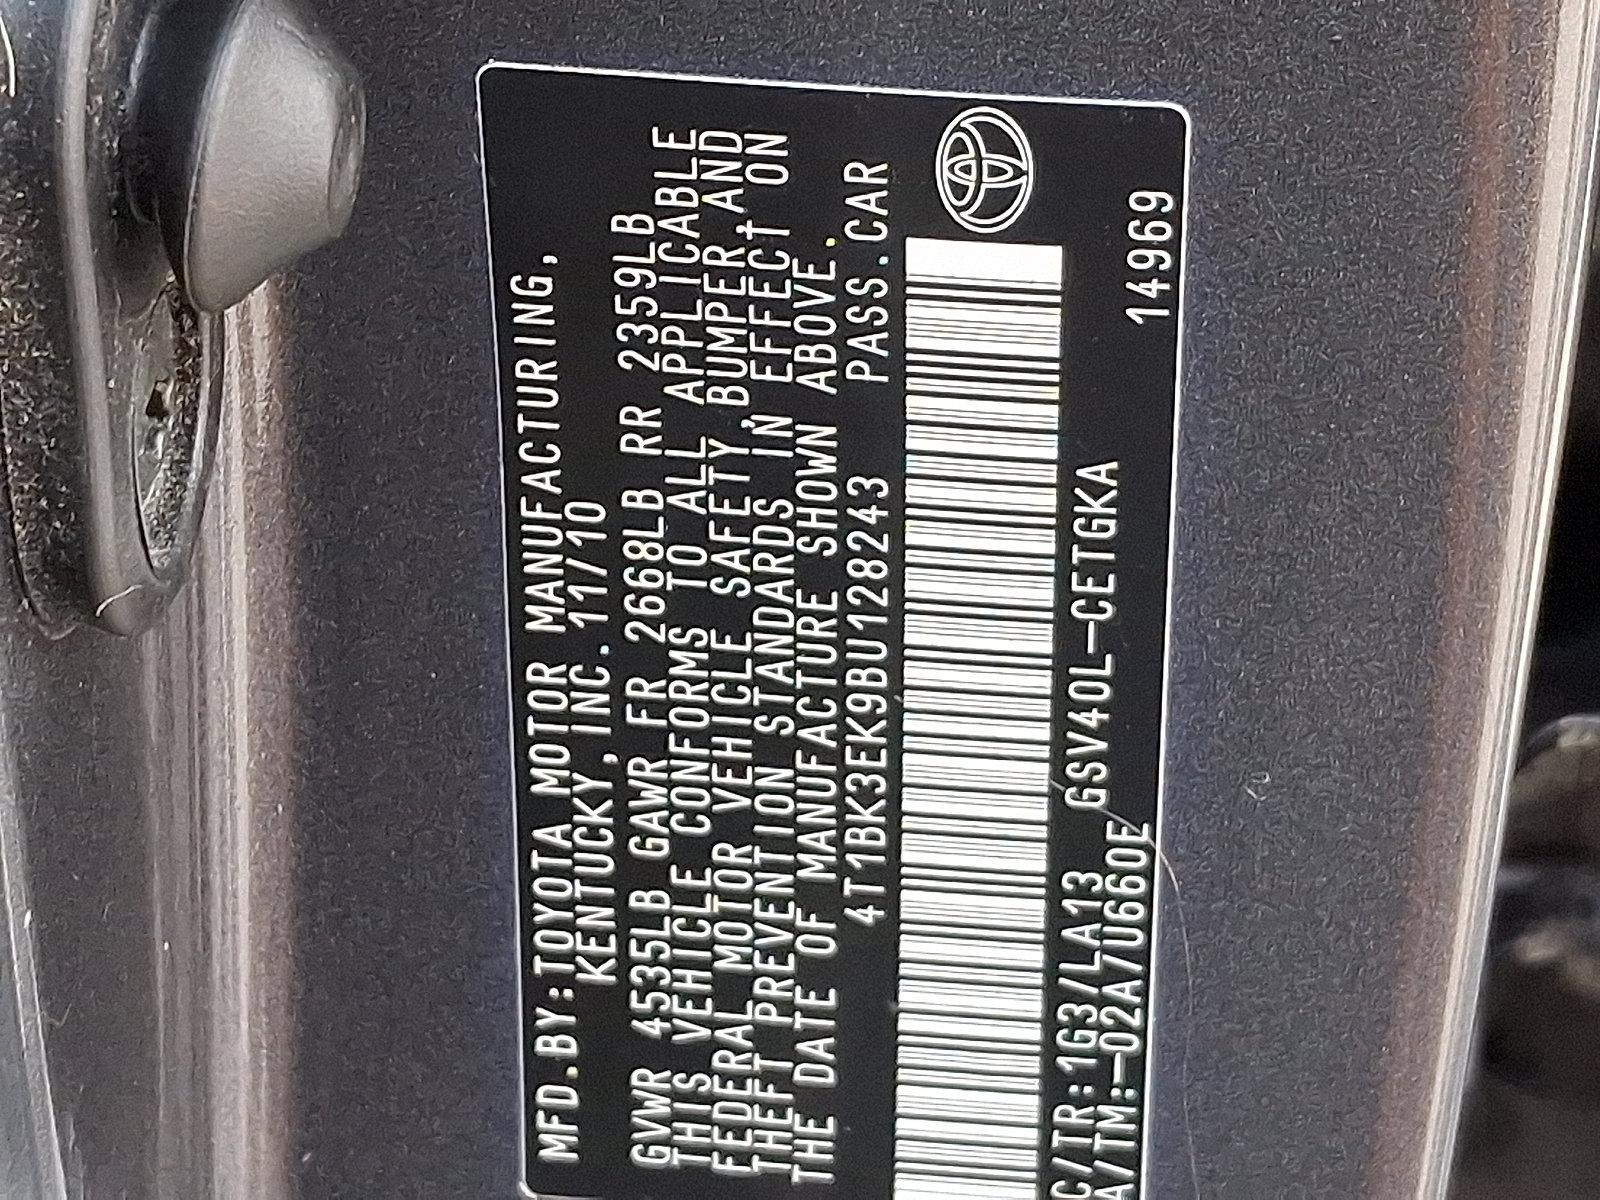 MFD.BY:TOYOTA MOTOR MANUFACTURING,
KENTUCKY, INC. 11/10
GVWR 4535LB GAWR FR 2668LB RR 2359LB
THIS VEHICLE CONFORMS TO ALL APPLICABLE
FEDERAL MOTOR VEHICLE SAFETY,BUMPER,AND
THEFT PREVENTION STANDARDS IN EFFECT ON
THE DATE OF MANUFACTURE SHOWN ABOVE.
4T1BK3EK9BU128243 PASS.CAR
C/TR:1G3/LA13 GSV40L-CETGKA
A/TM:-02A/U660E 14969